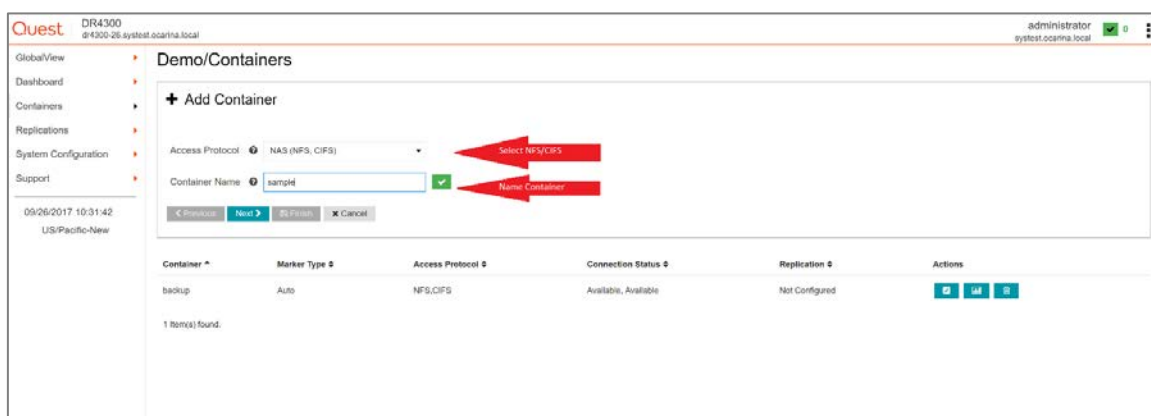 Quest DR4300
dr4300-26.systest.ocarina.local
administrator
systest.ocarina.local
0
GlobalView
Dashboard
Containers
Replications
System Configuration
Support
09/26/2017 10:31:42
US/Pacific-New
Demo/Containers
Add Container
Access Protocol NAS (NFS, CIFS) Select NFS/CIFS
Container Name sample Name Container
Previous Next Finish Cancel
Container Marker Type Access Protocol Connection Status Replication Actions
backup Auto NFS,CIFS Available, Available Not Configured
1 Item(s) found.